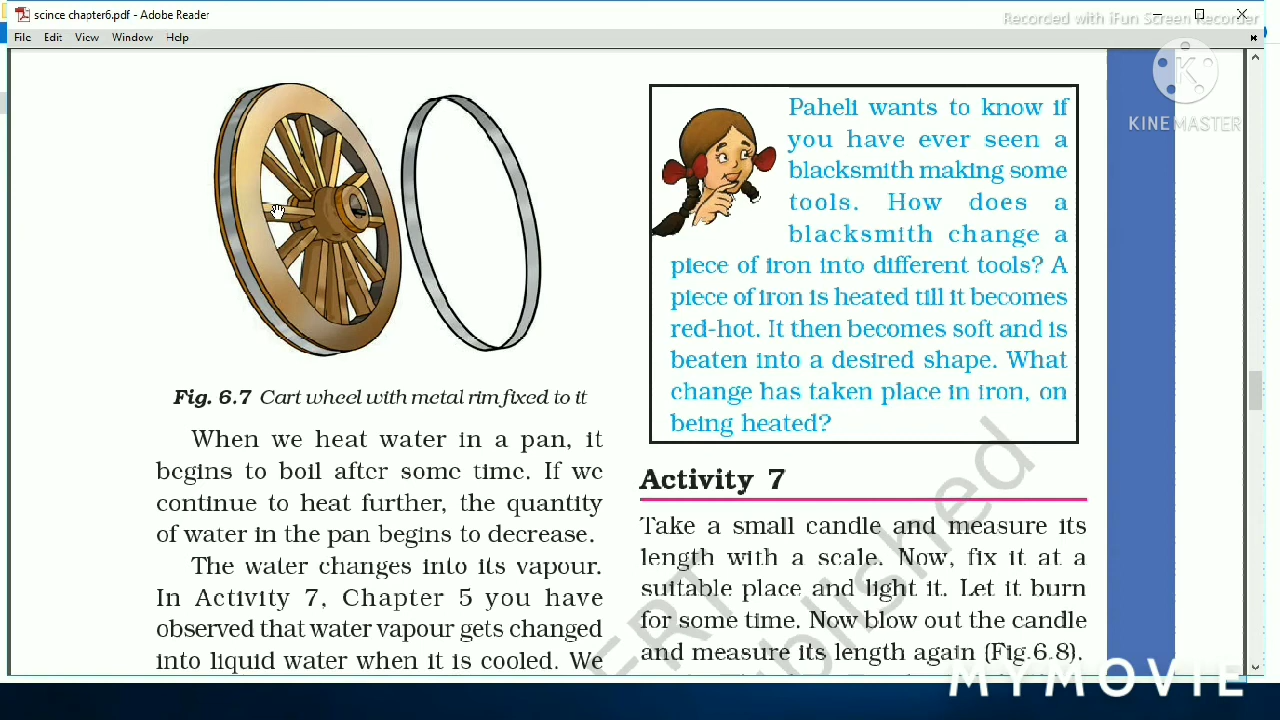 scince chapter6.pdf - Adobe Reader
Recorded with iFun Screen Recorder
File Edit View Window Help
KINEMASTER
Fig. 6.7 Cart wheel with metal rim fixed to it
When we heat water in a pan, it
begins to boil after some time. If we
continue to heat further, the quantity
of water in the pan begins to decrease.
The water changes into its vapour.
In Activity 7, Chapter 5 you have
observed that water vapour gets changed
into liquid water when it is cooled. We
Paheli wants to know if
you have ever seen a
blacksmith making some
tools. How does a
blacksmith change a
piece of iron into different tools? A
piece of iron is heated till it becomes
red-hot. It then becomes soft and is
beaten into a desired shape. What
change has taken place in iron, on
being heated?
Activity 7
Take a small candle and measure its
length with a scale. Now, fix it at a
suitable place and light it. Let it burn
for some time. Now blow out the candle
and measure its length again (Fig.6.8).
MYMOVIE